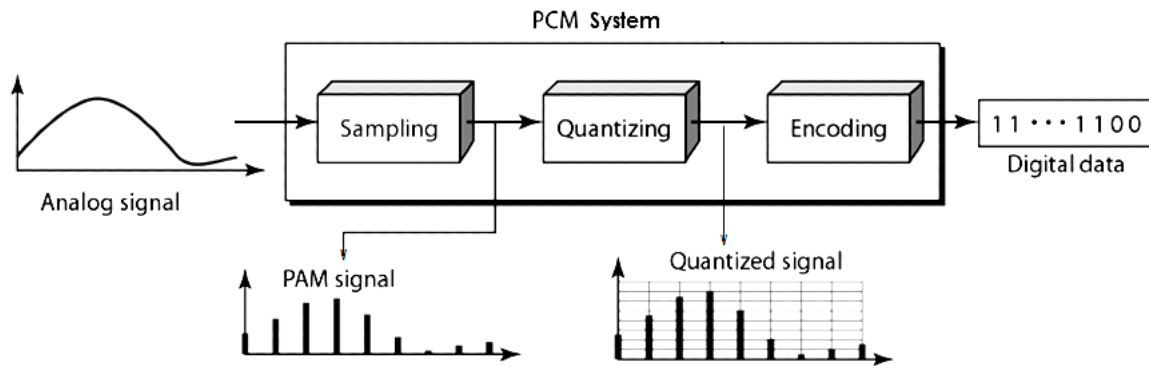 PCM System
Sampling
Quantizing
Encoding
11 ··· 1100
Digital data
Analog signal
PAM signal
Quantized signal